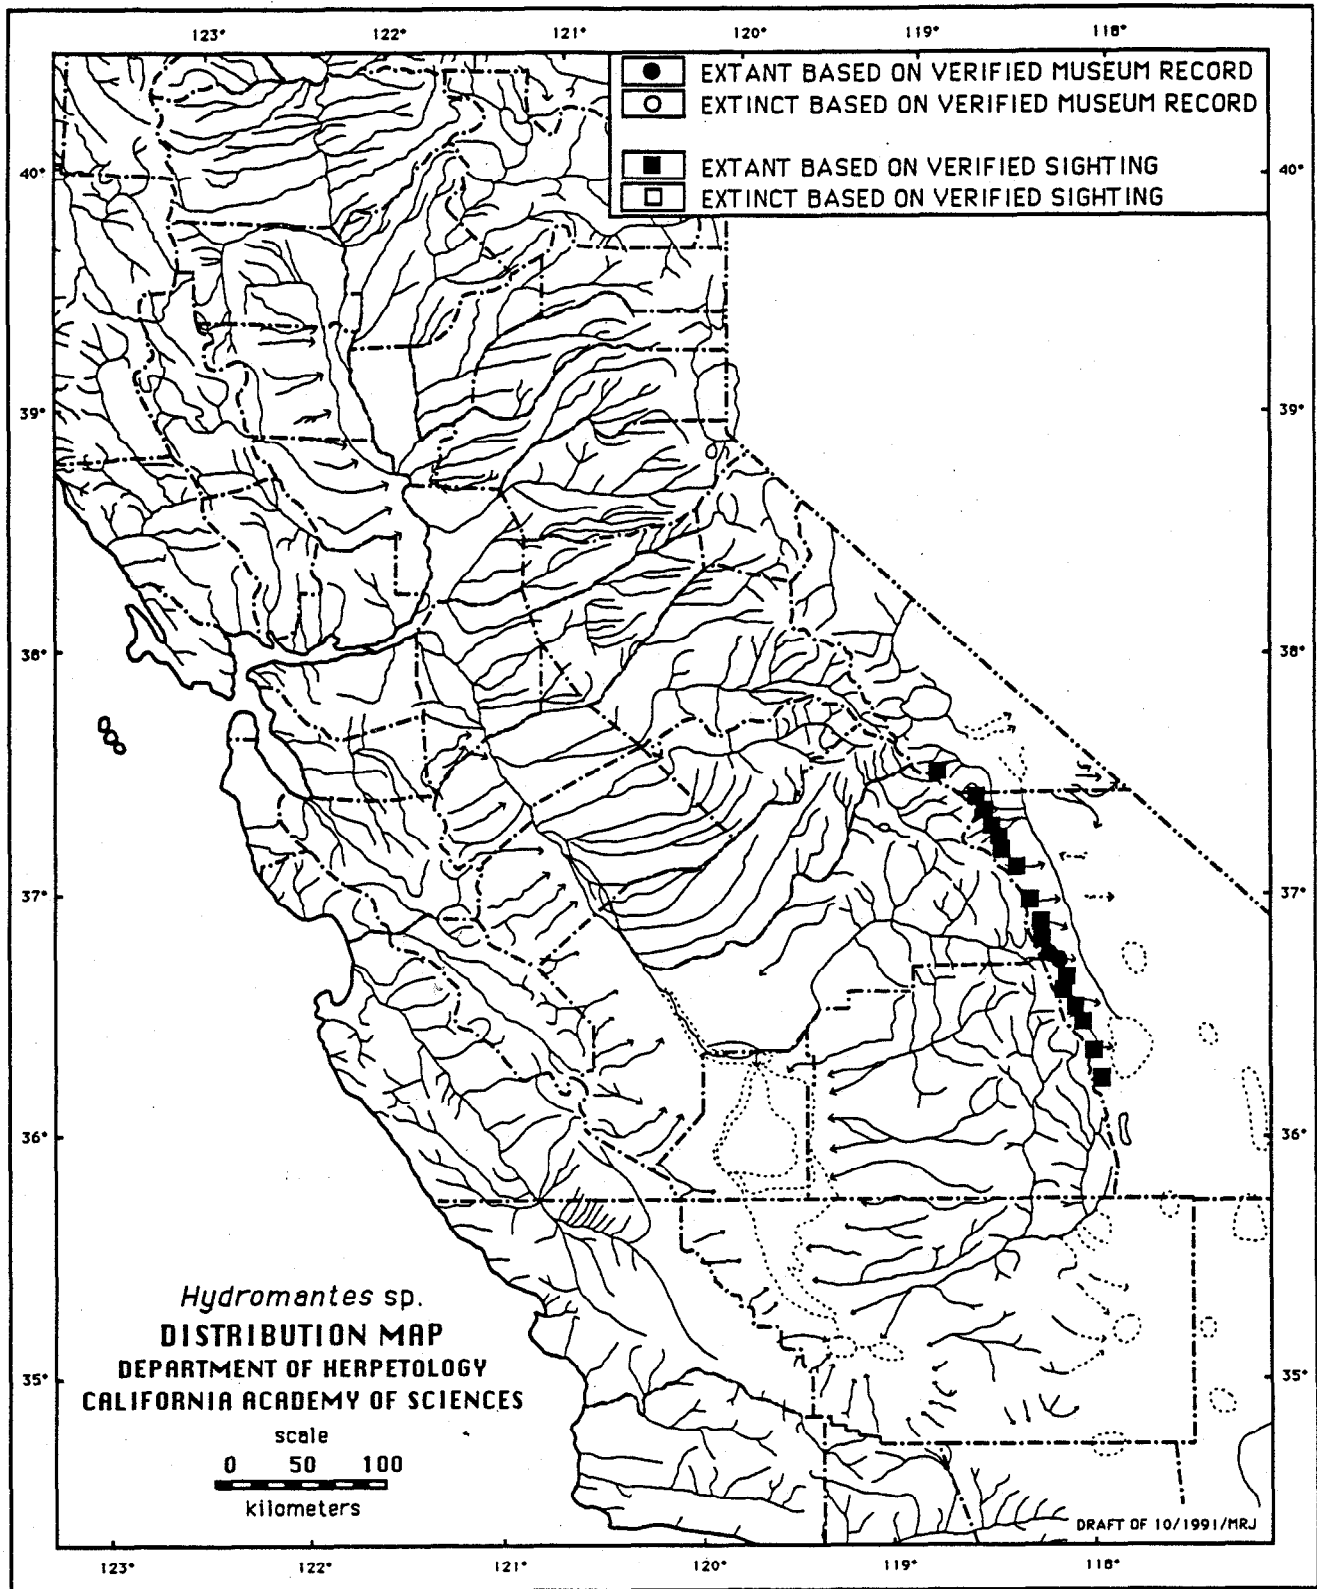 123° 122° 121° 120° 119° 118°
EXTANT BASED ON VERIFIED MUSEUM RECORD
EXTINCT BASED ON VERIFIED MUSEUM RECORD
EXTANT BASED ON VERIFIED SIGHTING
EXTINCT BASED ON VERIFIED SIGHTING
40° 40°
39° 39°
38° 38°
37° 37°
36° 36°
35° 35°
Hydromantes sp.
DISTRIBUTION MAP
DEPARTMENT OF HERPETOLOGY
CALIFORNIA ACADEMY OF SCIENCES
scale
0 50 100
kilometers
DRAFT OF 10/1991/MRJ
123° 122° 121° 120° 119° 118°